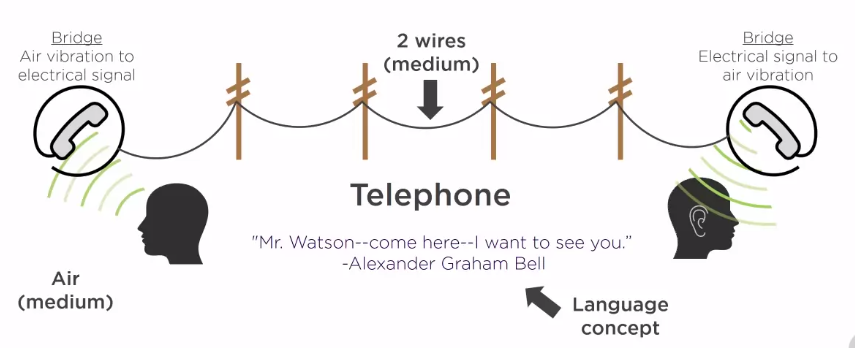 Bridge
Air vibration to
electrical signal
2 wires
(medium)
Bridge
Electrical signal to
air vibration
Telephone
"Mr. Watson--come here--I want to see you.”
-Alexander Graham Bell
Air
(medium)
Language
concept